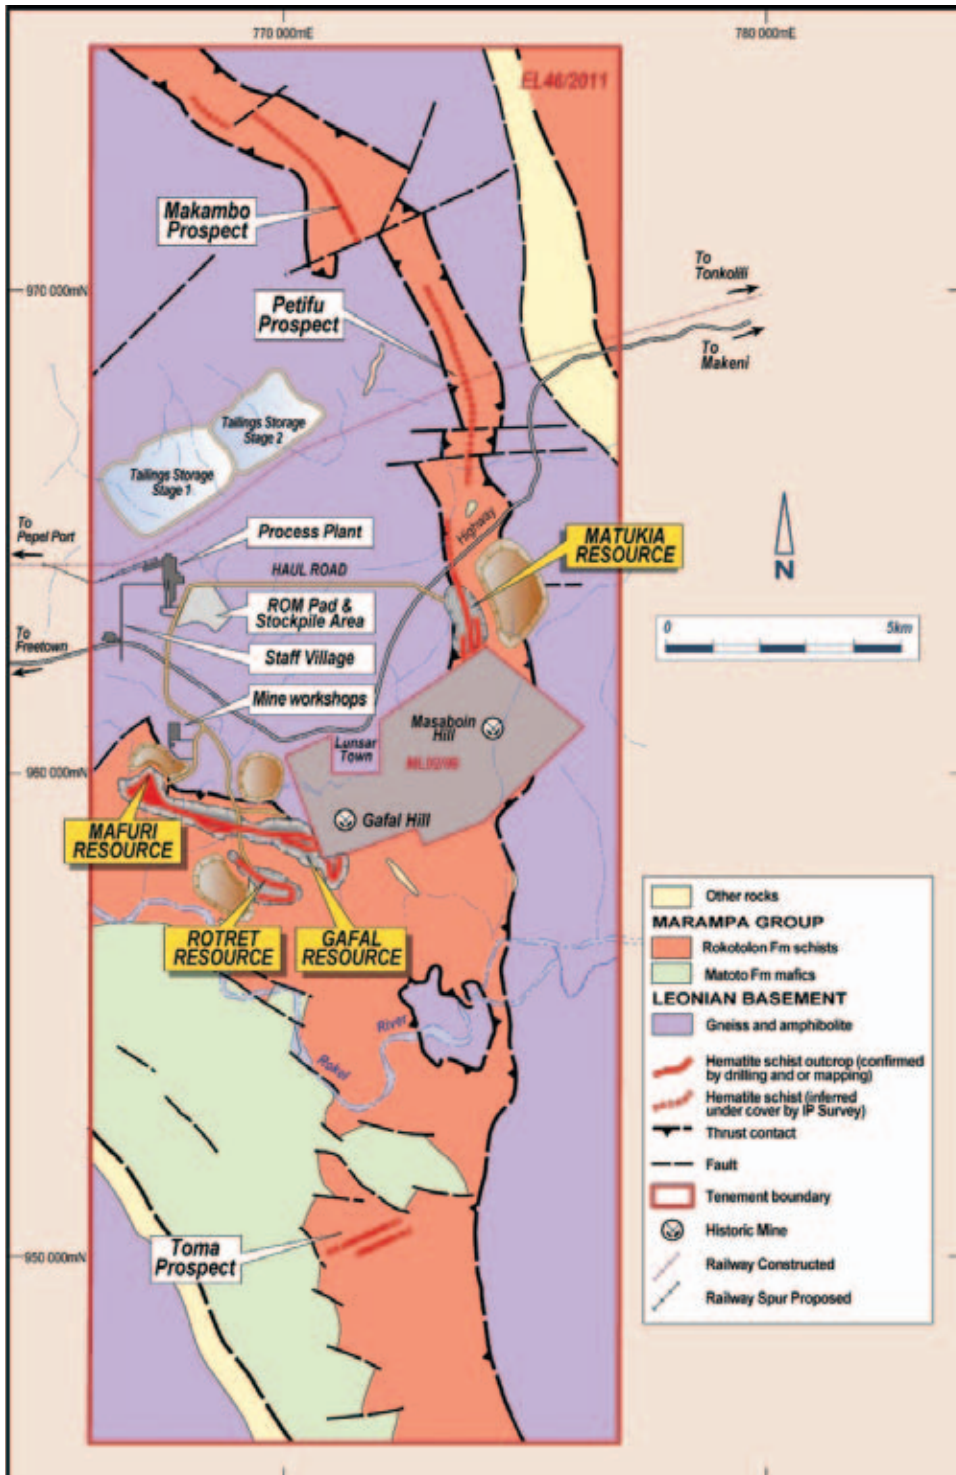 770 000mE
780 000mE
EL46/2011
Makambo
Prospect
To
Tonkolili
970 000mN
Petifu
Prospect
To
Makeni
Tailings Storage
Stage 2
Tailings Storage
Stage 1
To
Pepel Port
Process Plant
Highway
MATUKIA
RESOURCE
HAUL ROAD
N
ROM Pad &
Stockpile Area
0 5km
To
Freetown
Staff Village
Mine workshops
Masaboin
Hill
Lunsar
Town
960 000mN
Gafal Hill
MAFURI
RESOURCE
ROTRET
RESOURCE
GAFAL
RESOURCE
River
Rokel
950 000mN
Toma
Prospect
Other rocks
MARAMPA GROUP
Rokotolon Fm schists
Matoto Fm mafics
LEONIAN BASEMENT
Gneiss and amphibolite
Hematite schist outcrop (confirmed
by drilling and or mapping)
Hematite schist (inferred
under cover by IP Survey)
Thrust contact
Fault
Tenement boundary
Historic Mine
Railway Constructed
Railway Spur Proposed